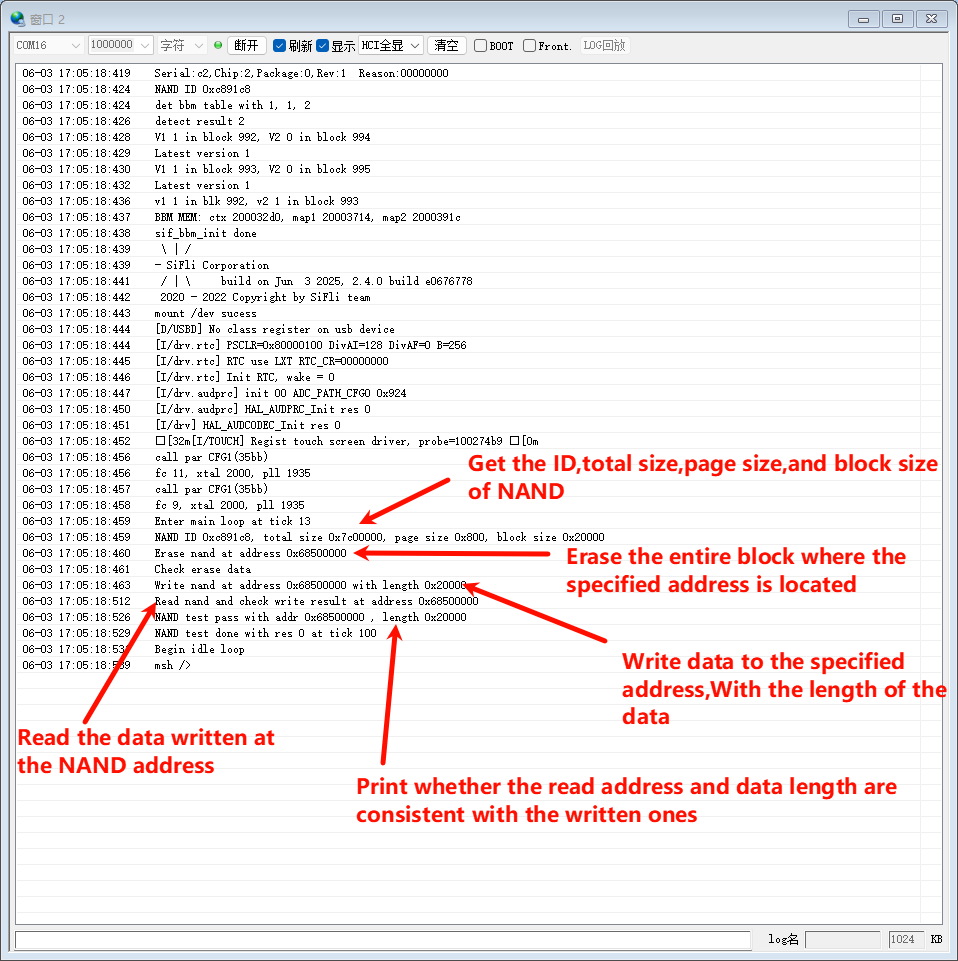 窗口 2
COM16 1000000 字符 断开 刷新 显示 HCI全显 清空 BOOT Front. LOG回放
06-03 17:05:18:419 Serial:c2,Chip:2,Package:0,Rev:1 Reason:00000000
06-03 17:05:18:424 NAND ID 0xc891c8
06-03 17:05:18:424 det bbm table with 1, 1, 2
06-03 17:05:18:426 detect result 2
06-03 17:05:18:428 V1 1 in block 992, V2 0 in block 994
06-03 17:05:18:429 Latest version 1
06-03 17:05:18:430 V1 1 in block 993, V2 0 in block 995
06-03 17:05:18:432 Latest version 1
06-03 17:05:18:436 v1 1 in blk 992, v2 1 in block 993
06-03 17:05:18:437 BBM MEM: ctx 200032d0, map1 20003714, map2 2000391c
06-03 17:05:18:438 sif_bbm_init done
06-03 17:05:18:439 \ | /
06-03 17:05:18:439 - SiFli Corporation
06-03 17:05:18:441 / | \ build on Jun 3 2025, 2.4.0 build e0676778
06-03 17:05:18:442 2020 - 2022 Copyright by SiFli team
06-03 17:05:18:443 mount /dev sucess
06-03 17:05:18:444 [D/USBD] No class register on usb device
06-03 17:05:18:444 [I/drv.rtc] PSCLR=0x80000100 DivAI=128 DivAF=0 B=256
06-03 17:05:18:445 [I/drv.rtc] RTC use LXT RTC_CR=00000000
06-03 17:05:18:446 [I/drv.rtc] Init RTC, wake = 0
06-03 17:05:18:447 [I/drv.audprc] init 00 ADC_PATH_CFG0 0x924
06-03 17:05:18:450 [I/drv.audprc] HAL_AUDPRC_Init res 0
06-03 17:05:18:451 [I/drv] HAL_AUDCODEC_Init res 0
06-03 17:05:18:452 □[32m[I/TOUCH] Regist touch screen driver, probe=100274b9 □[0m
06-03 17:05:18:456 call par CFG1(35bb)
06-03 17:05:18:456 fc 11, xtal 2000, pll 1935
06-03 17:05:18:457 call par CFG1(35bb)
06-03 17:05:18:458 fc 9, xtal 2000, pll 1935
06-03 17:05:18:459 Enter main loop at tick 13
06-03 17:05:18:459 NAND ID 0xc891c8, total size 0x7c00000, page size 0x800, block size 0x20000
06-03 17:05:18:460 Erase nand at address 0x68500000
06-03 17:05:18:461 Check erase data
06-03 17:05:18:463 Write nand at address 0x68500000 with length 0x20000
06-03 17:05:18:512 Read nand and check write result at address 0x68500000
06-03 17:05:18:526 NAND test pass with addr 0x68500000 , length 0x20000
06-03 17:05:18:529 NAND test done with res 0 at tick 100
Begin idle loop
msh />
Get the ID,total size,page size,and block size
of NAND
Erase the entire block where the
specified address is located
Write data to the specified
address,With the length of the
data
Read the data written at
the NAND address
Print whether the read address and data length are
consistent with the written ones
log名 1024 KB